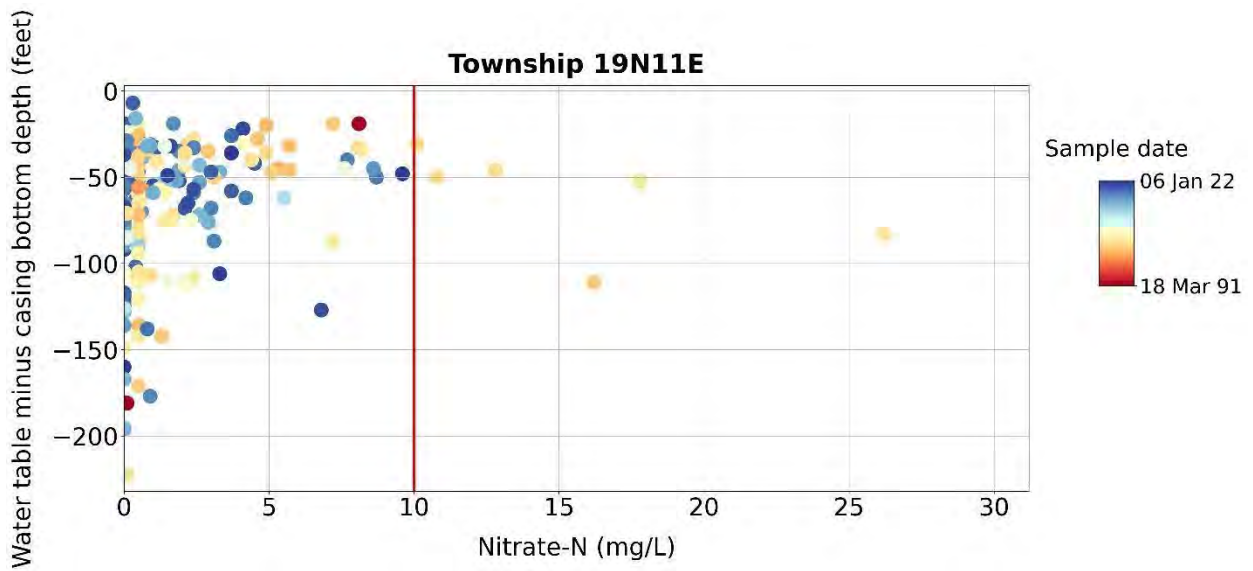 Township 19N11E
Water table minus casing bottom depth (feet)
0
−50
−100
−150
−200
0 5 10 15 20 25 30
Nitrate-N (mg/L)
Sample date
06 Jan 22
18 Mar 91